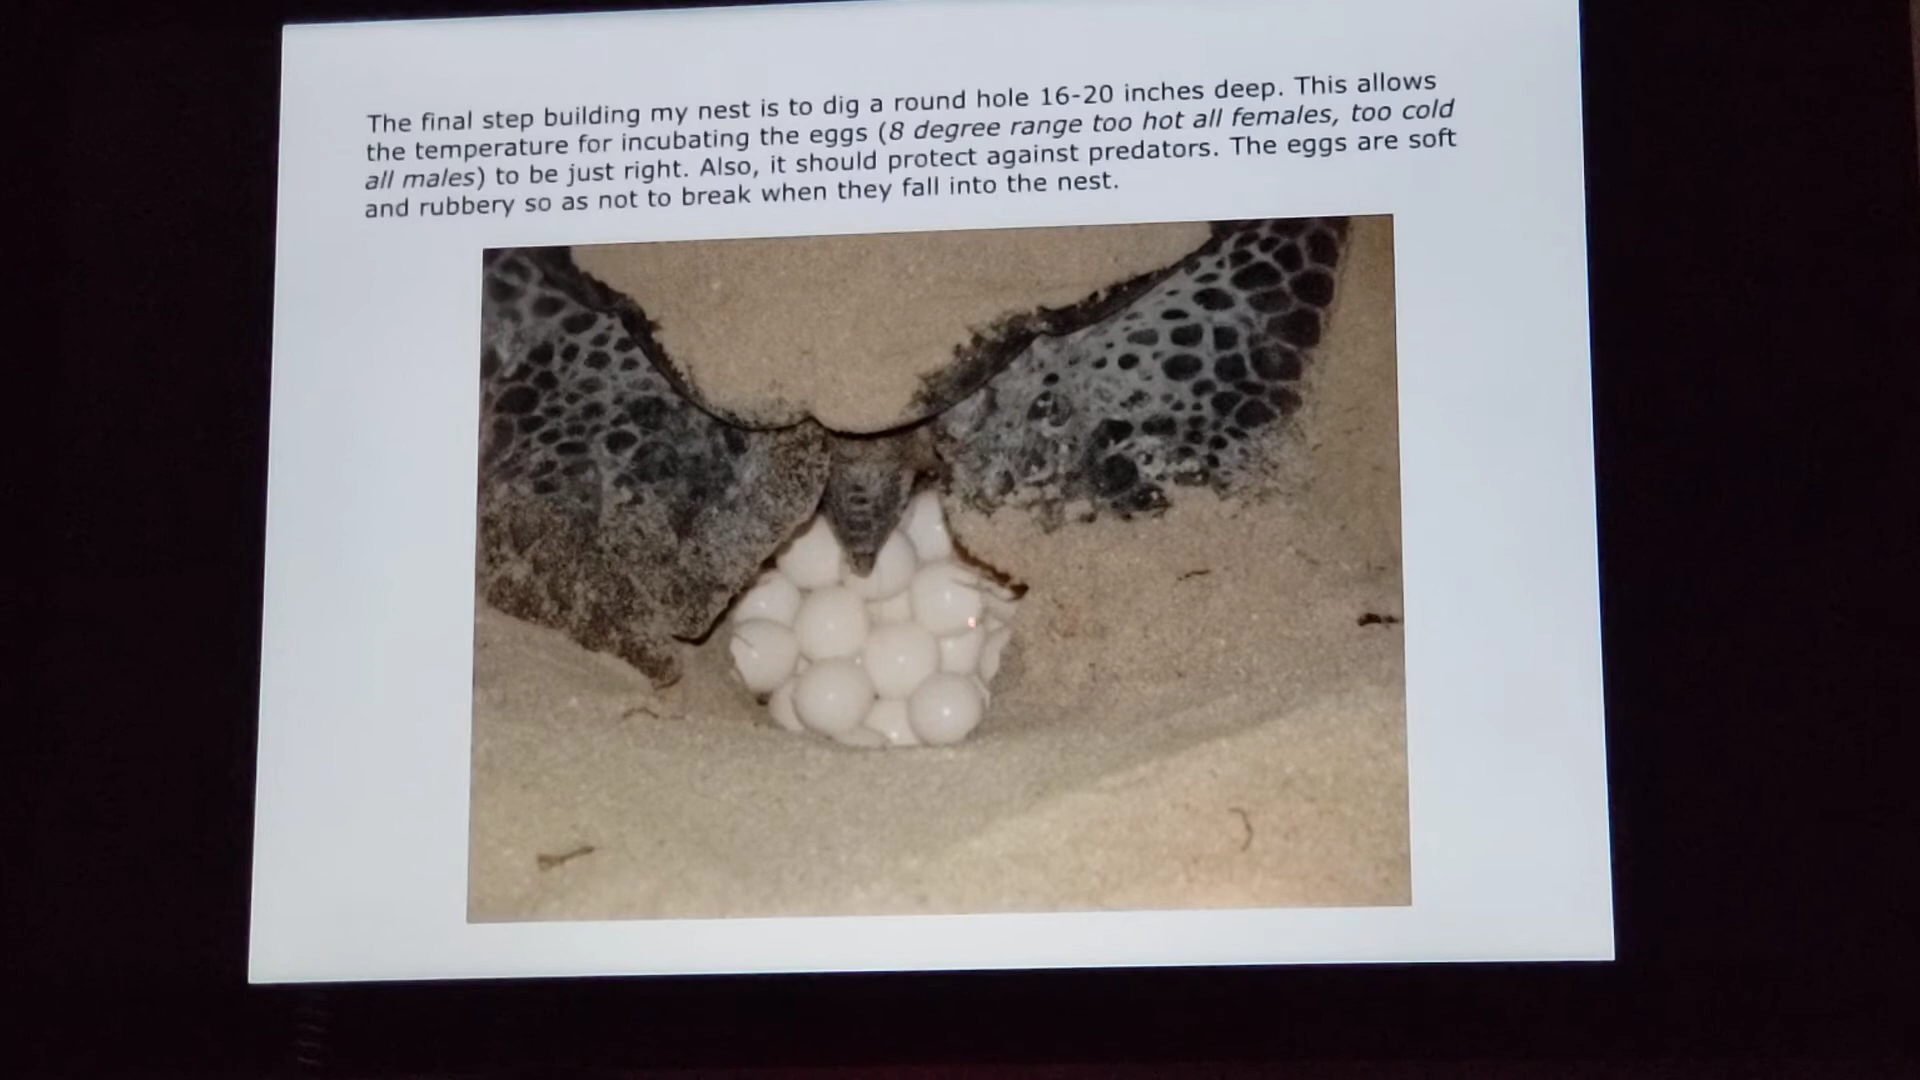 The final step building my nest is to dig a round hole 16-20 inches deep. This allows
the temperature for incubating the eggs (8 degree range too hot all females, too cold
all males) to be just right. Also, it should protect against predators. The eggs are soft
and rubbery so as not to break when they fall into the nest.